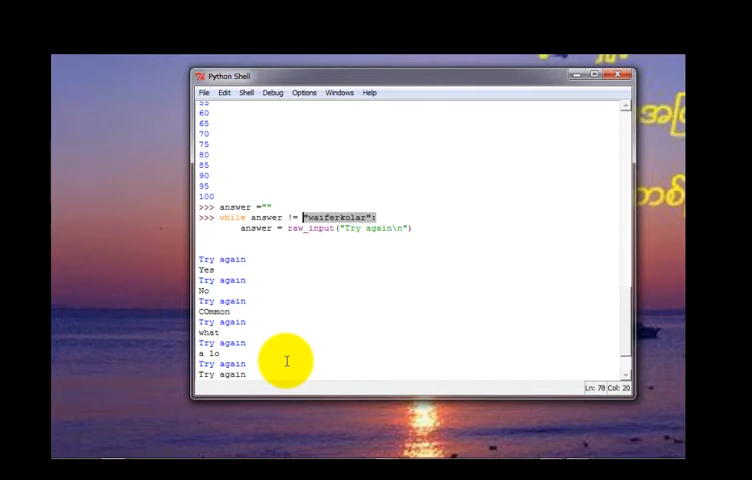 Python Shell
File Edit Shell Debug Options Windows Help
55
60
65
70
75
80
85
90
95
100
>>> answer =""
>>> while answer != "waiferkolar":
answer = raw_input("Try again\n")
Try again
Yes
Try again
No
Try again
COmmon
Try again
what
Try again
a lo
Try again
Try again
Ln: 78 Col: 20